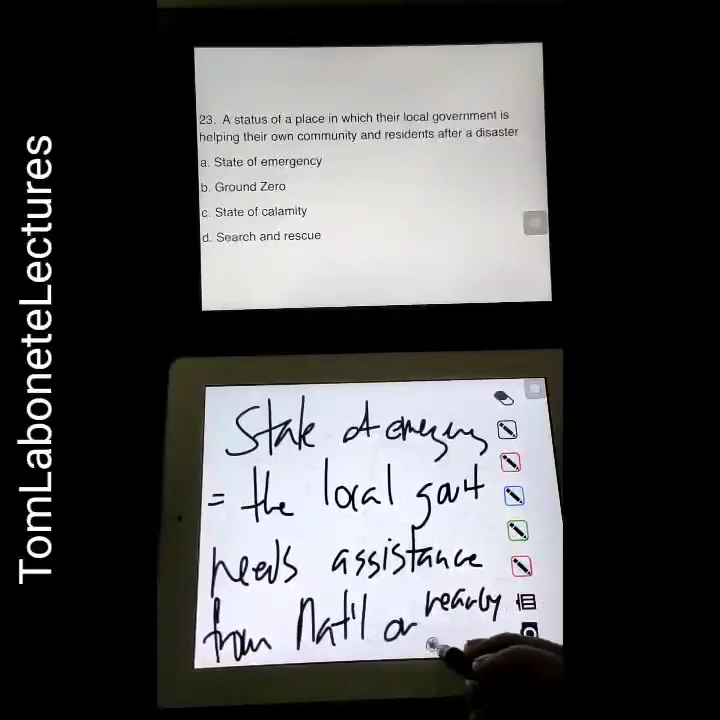 TomLaboneteLectures
23. A status of a place in which their local government is
helping their own community and residents after a disaster
a. State of emergency
b. Ground Zero
c. State of calamity
d. Search and rescue
State of emergency
= the local gov't
needs assistance
from Nat'l or nearby